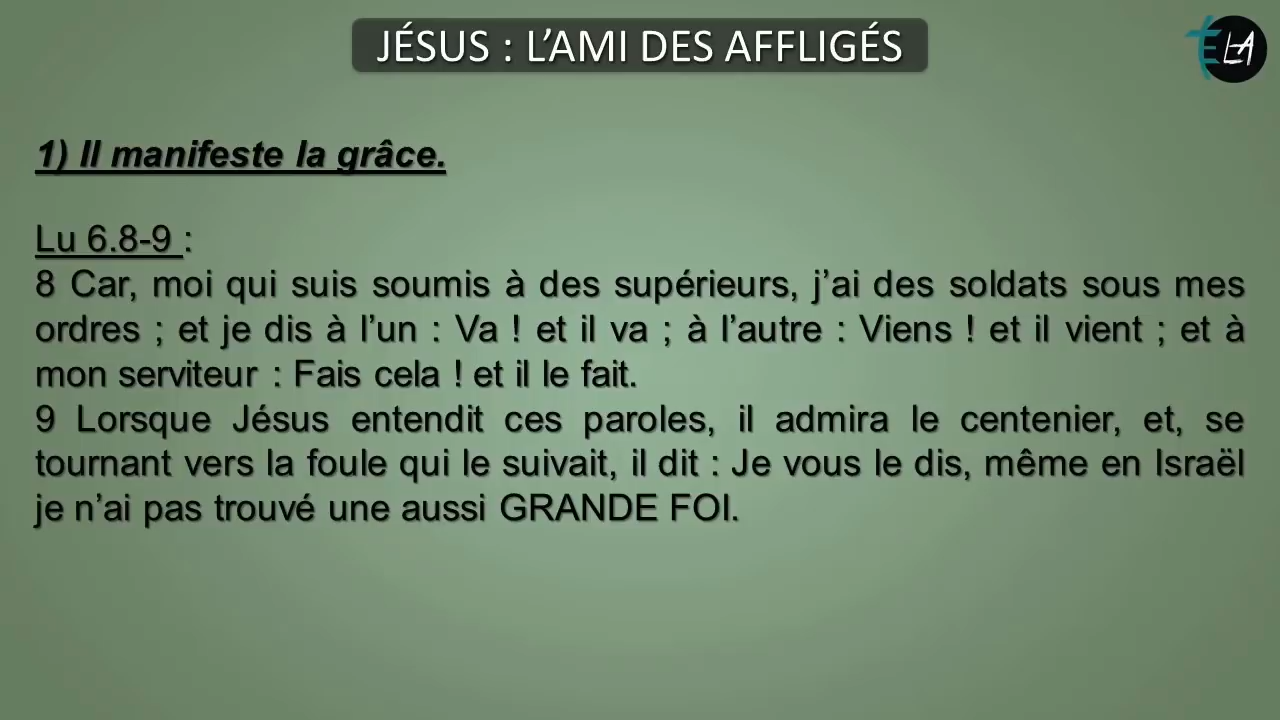 JÉSUS : L’AMI DES AFFLIGÉS
ÉLA
1) Il manifeste la grâce.
Lu 6.8-9 :
8 Car, moi qui suis soumis à des supérieurs, j’ai des soldats sous mes
ordres ; et je dis à l’un : Va ! et il va ; à l’autre : Viens ! et il vient ; et à
mon serviteur : Fais cela ! et il le fait.
9 Lorsque Jésus entendit ces paroles, il admira le centenier, et, se
tournant vers la foule qui le suivait, il dit : Je vous le dis, même en Israël
je n’ai pas trouvé une aussi GRANDE FOI.